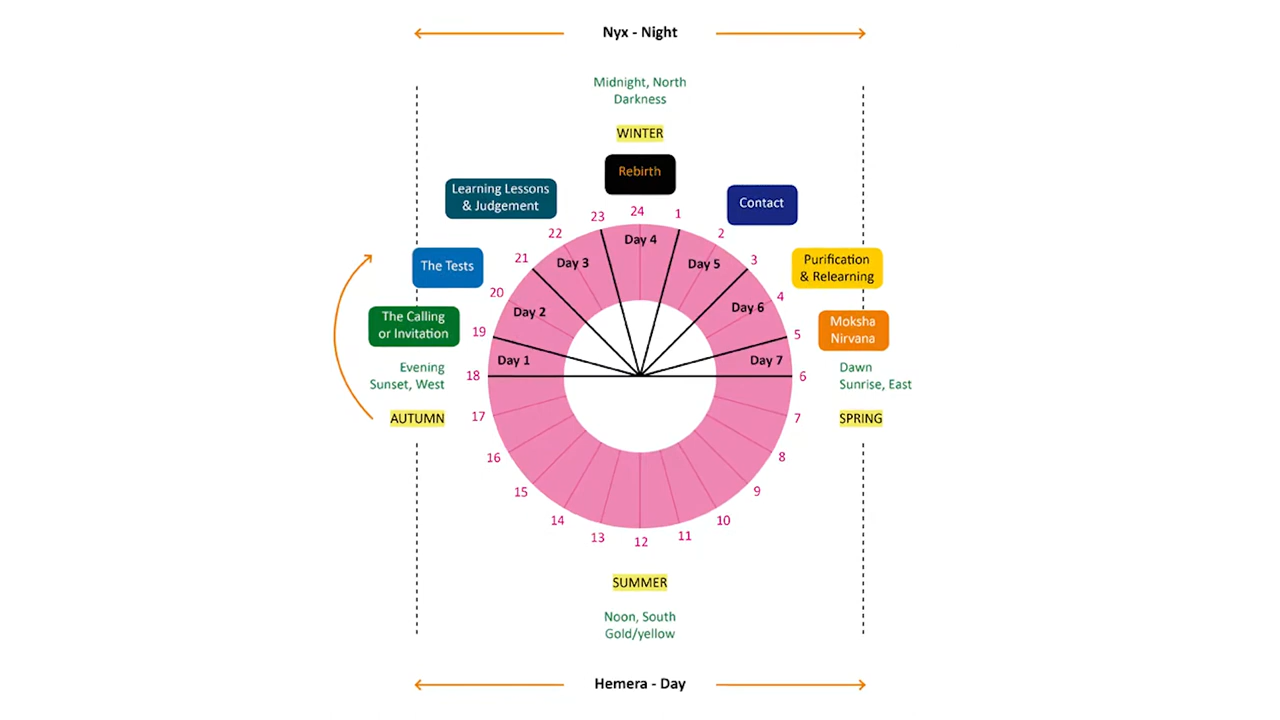 Nyx - Night
Midnight, North
Darkness
WINTER
Rebirth
Learning Lessons
& Judgement
Contact
The Tests
Purification
& Relearning
The Calling
or Invitation
Moksha
Nirvana
Evening
Sunset, West
AUTUMN
Dawn
Sunrise, East
SPRING
24
1
2
3
4
5
6
7
8
9
10
11
12
13
14
15
16
17
18
19
20
21
22
23
Day 1
Day 2
Day 3
Day 4
Day 5
Day 6
Day 7
SUMMER
Noon, South
Gold/yellow
Hemera - Day